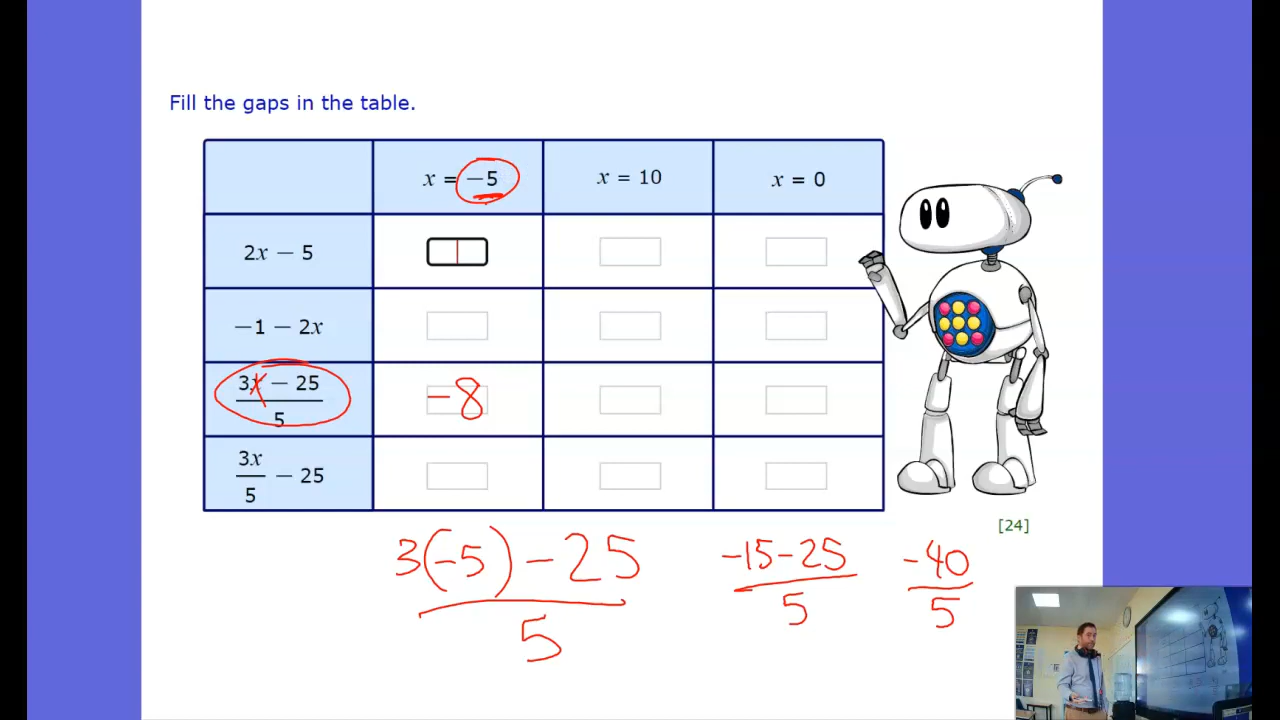 Fill the gaps in the table.
x = −5 x = 10 x = 0
2x − 5
−1 − 2x
3x − 25
5
−8
3x
5
− 25
[24]
3(−5) − 25
5
−15−25
5
−40
5